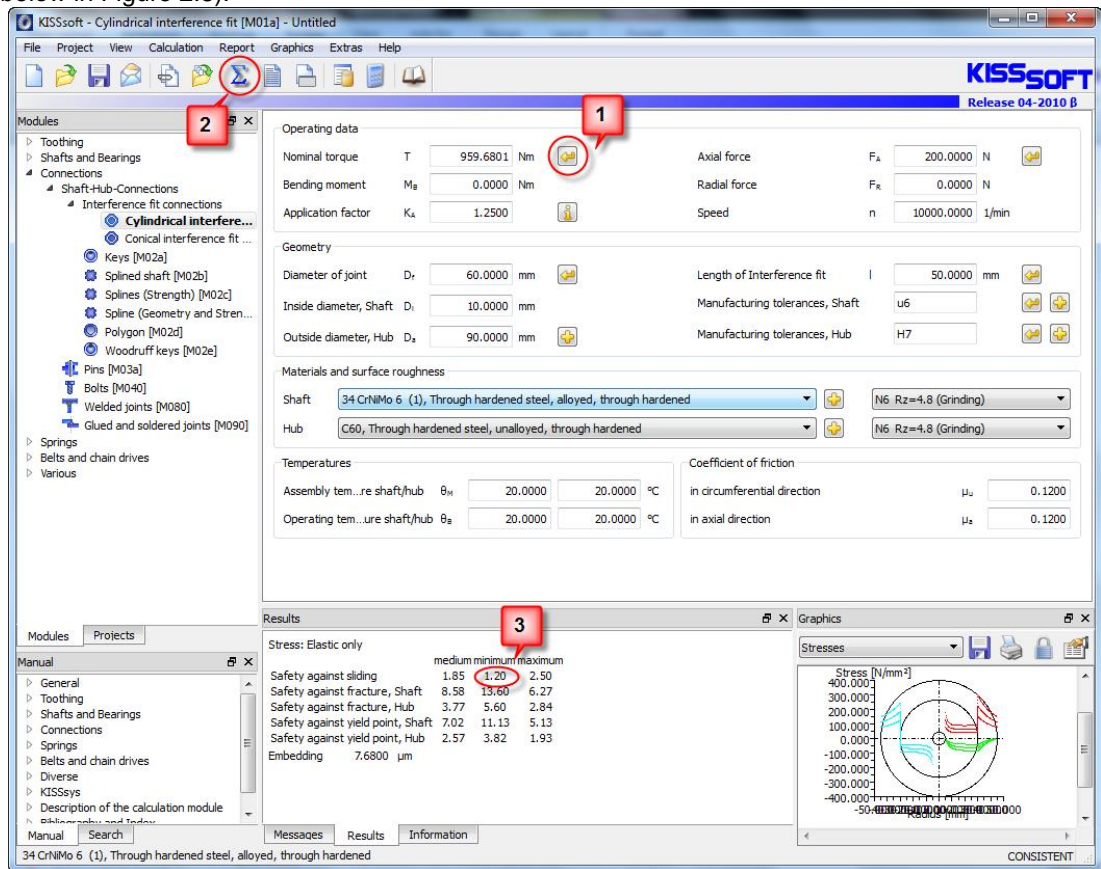 KISSsoft - Cylindrical interference fit [M01a] - Untitled
File Project View Calculation Report Graphics Extras Help
KISSsoft
Release 04-2010 β
Modules
2
1
Toothing
Shafts and Bearings
Connections
Shaft-Hub-Connections
Interference fit connections
Cylindrical interfere...
Conical interference fit ...
Keys [M02a]
Splined shaft [M02b]
Splines (Strength) [M02c]
Spline (Geometry and Stren...
Polygon [M02d]
Woodruff keys [M02e]
Pins [M03a]
Bolts [M040]
Welded joints [M080]
Glued and soldered joints [M090]
Springs
Belts and chain drives
Various
Modules Projects
Operating data
Nominal torque T 959.6801 Nm Axial force FA 200.0000 N
Bending moment MB 0.0000 Nm Radial force FR 0.0000 N
Application factor KA 1.2500 Speed n 10000.0000 1/min
Geometry
Diameter of joint DF 60.0000 mm Length of Interference fit l 50.0000 mm
Inside diameter, Shaft DI 10.0000 mm Manufacturing tolerances, Shaft u6
Outside diameter, Hub Da 90.0000 mm Manufacturing tolerances, Hub H7
Materials and surface roughness
Shaft 34 CrNiMo 6 (1), Through hardened steel, alloyed, through hardened N6 Rz=4.8 (Grinding)
Hub C60, Through hardened steel, unalloyed, through hardened N6 Rz=4.8 (Grinding)
Temperatures Coefficient of friction
Assembly tem...re shaft/hub θM 20.0000 20.0000 °C in circumferential direction μu 0.1200
Operating tem...ure shaft/hub θB 20.0000 20.0000 °C in axial direction μa 0.1200
Manual
General
Toothing
Shafts and Bearings
Connections
Springs
Belts and chain drives
Diverse
KISSsys
Description of the calculation module
Bibliography and Index
Manual Search
Results
3
Stress: Elastic only
medium minimum maximum
Safety against sliding 1.85 1.20 2.50
Safety against fracture, Shaft 8.58 13.60 6.27
Safety against fracture, Hub 3.77 5.60 2.84
Safety against yield point, Shaft 7.02 11.13 5.13
Safety against yield point, Hub 2.57 3.82 1.93
Embedding 7.6800 μm
Messages Results Information
Graphics
Stresses
Stress [N/mm²]
400.000
300.000
200.000
100.000
0.000
-100.000
-200.000
-300.000
-400.000
Radius [mm]
34 CrNiMo 6 (1), Through hardened steel, alloyed, through hardened
CONSISTENT